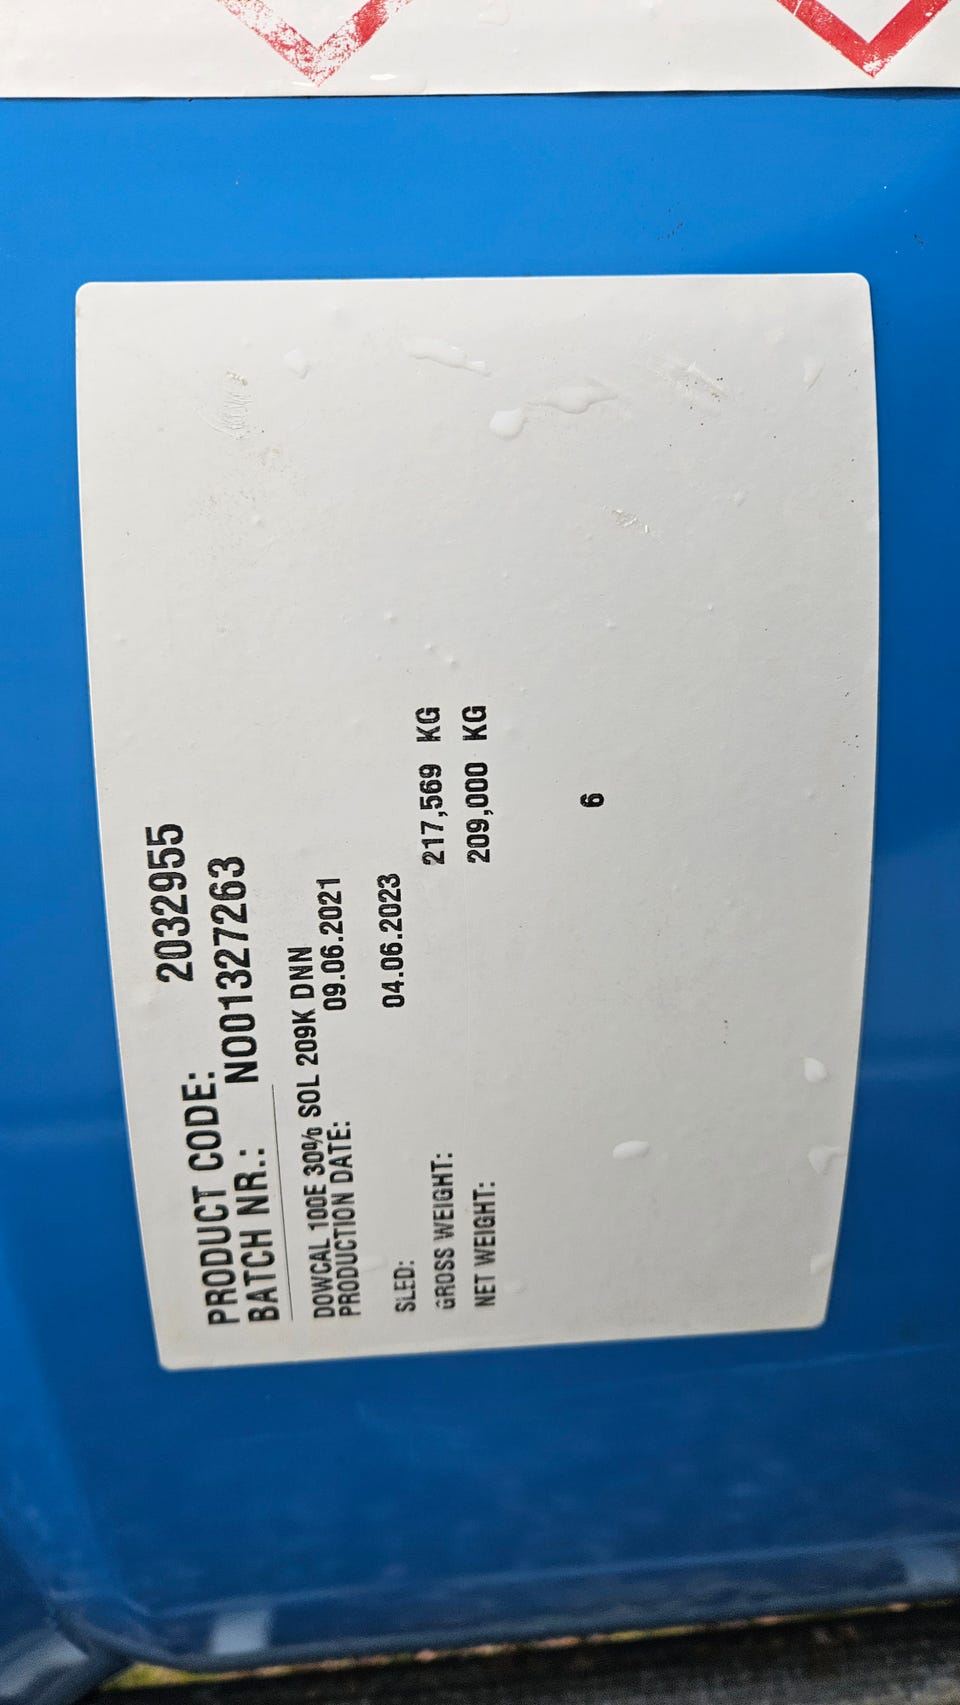 PRODUCT CODE: 2032955
BATCH NR.: NO01327263
DOWCAL 100E 30% SOL 209K DNN
PRODUCTION DATE: 09.06.2021
SLED: 04.06.2023
GROSS WEIGHT: 217,569 KG
NET WEIGHT: 209,000 KG
6